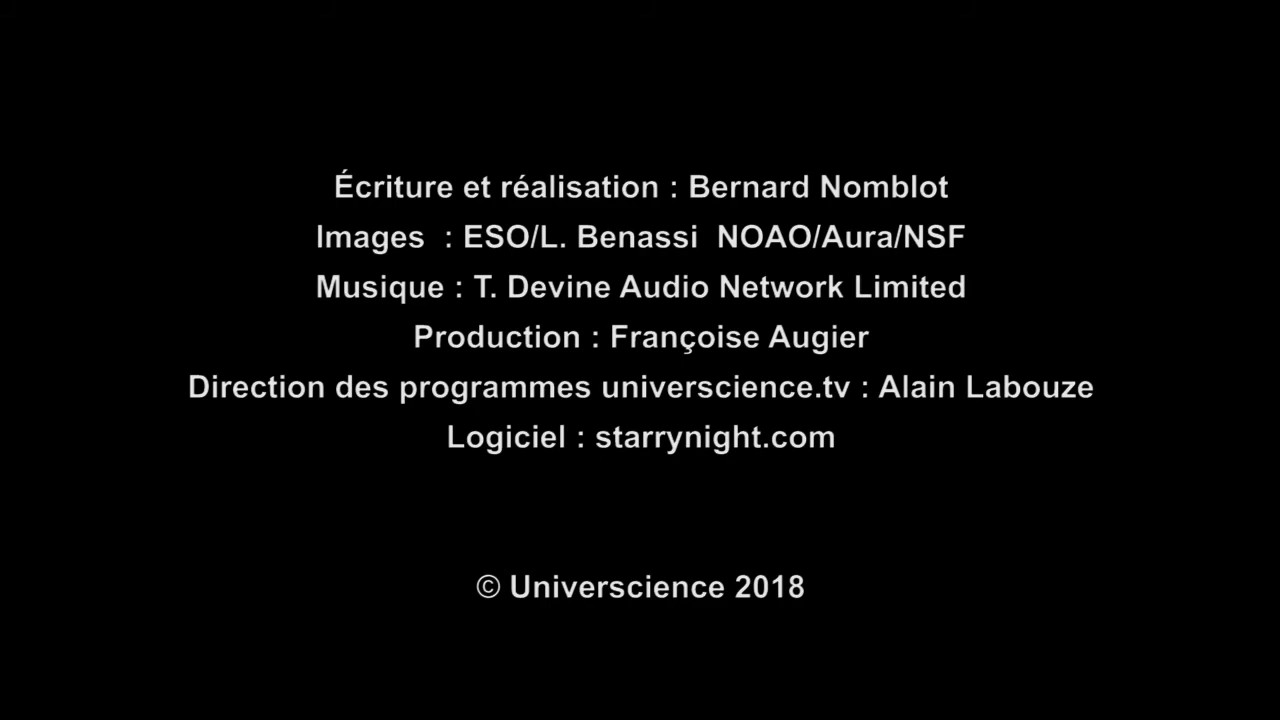 Écriture et réalisation : Bernard Nomblot
Images  : ESO/L. Benassi  NOAO/Aura/NSF
Musique : T. Devine Audio Network Limited
Production : Françoise Augier
Direction des programmes universcience.tv : Alain Labouze
Logiciel : starrynight.com
© Universcience 2018